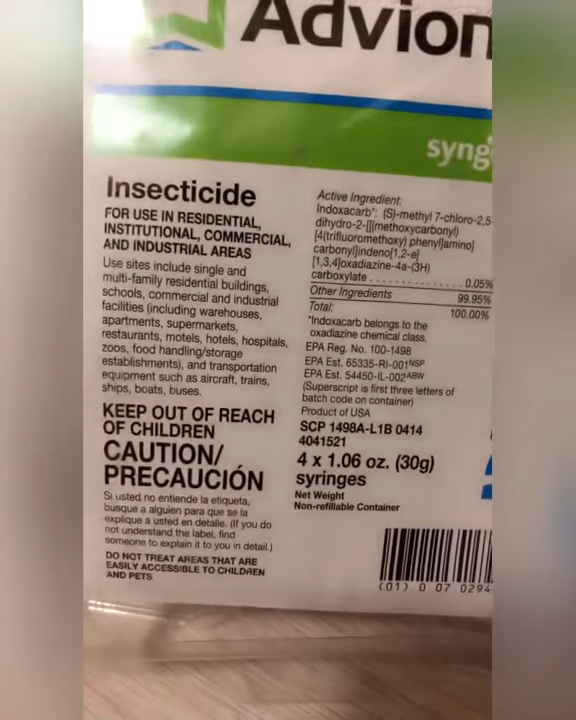 Advion
syng
Insecticide
FOR USE IN RESIDENTIAL,
INSTITUTIONAL, COMMERCIAL,
AND INDUSTRIAL AREAS
Use sites include single and
multi-family residential buildings,
schools, commercial and industrial
facilities (including warehouses,
apartments, supermarkets,
restaurants, motels, hotels, hospitals,
zoos, food handling/storage
establishments), and transportation
equipment such as aircraft, trains,
ships, boats, buses.
KEEP OUT OF REACH
OF CHILDREN
CAUTION/
PRECAUCIÓN
Si usted no entiende la etiqueta,
busque a alguien para que se la
explique a usted en detalle. (If you do
not understand the label, find
someone to explain it to you in detail.)
DO NOT TREAT AREAS THAT ARE
EASILY ACCESSIBLE TO CHILDREN
AND PETS
Active Ingredient:
Indoxacarb*: (S)-methyl 7-chloro-2,5-
dihydro-2-[[(methoxycarbonyl)
[4(trifluoromethoxy) phenyl]amino]
carbonyl]indeno[1,2-e]
[1,3,4]oxadiazine-4a-(3H)
carboxylate . . . . . . . . . . . . . . . . . . 0.05%
Other Ingredients 99.95%
Total: 100.00%
*Indoxacarb belongs to the
oxadiazine chemical class.
EPA Reg. No. 100-1498
EPA Est. 65335-RI-001NSP
EPA Est. 54450-IL-002ABW
(Superscript is first three letters of
batch code on container)
Product of USA
SCP 1498A-L1B 0414
4041521
4 x 1.06 oz. (30g)
syringes
Net Weight
Non-refillable Container
(01) 0 07 0294